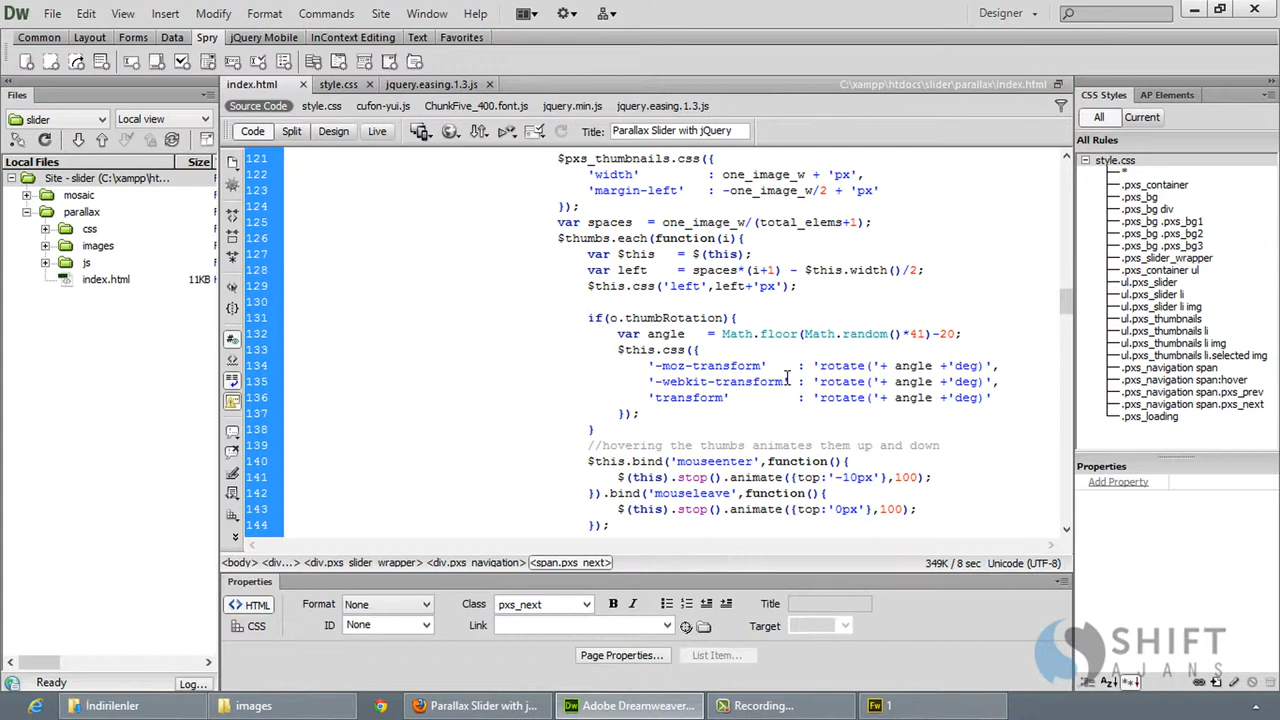 Dw File Edit View Insert Modify Format Commands Site Window Help Designer
Common Layout Forms Data Spry jQuery Mobile InContext Editing Text Favorites
Files
index.html style.css jquery.easing.1.3.js C:\xampp\htdocs\slider\parallax\index.html
CSS Styles AP Elements
Source Code style.css cufon-yui.js ChunkFive_400.font.js jquery.min.js jquery.easing.1.3.js
slider Local view
All Current
Code Split Design Live Title: Parallax Slider with jQuery
All Rules
Local Files Size
Site - slider (C:\xampp\ht...
mosaic
parallax
css
images
js
index.html 11KB
121 $pxs_thumbnails.css({
122 'width' : one_image_w + 'px',
123 'margin-left' : -one_image_w/2 + 'px'
124 });
125 var spaces = one_image_w/(total_elems+1);
126 $thumbs.each(function(i){
127 var $this = $(this);
128 var left = spaces*(i+1) - $this.width()/2;
129 $this.css('left',left+'px');
130
131 if(o.thumbRotation){
132 var angle = Math.floor(Math.random()*41)-20;
133 $this.css({
134 '-moz-transform' : 'rotate('+ angle +'deg)',
135 '-webkit-transform' : 'rotate('+ angle +'deg)',
136 'transform' : 'rotate('+ angle +'deg)'
137 });
138 }
139 //hovering the thumbs animates them up and down
140 $this.bind('mouseenter',function(){
141 $(this).stop().animate({top:'-10px'},100);
142 }).bind('mouseleave',function(){
143 $(this).stop().animate({top:'0px'},100);
144 });
style.css
*
.pxs_container
.pxs_bg
.pxs_bg div
.pxs_bg .pxs_bg1
.pxs_bg .pxs_bg2
.pxs_bg .pxs_bg3
.pxs_slider_wrapper
.pxs_container ul
ul.pxs_slider
ul.pxs_slider li
ul.pxs_slider li img
ul.pxs_thumbnails
ul.pxs_thumbnails li
ul.pxs_thumbnails li img
ul.pxs_thumbnails li.selected img
.pxs_navigation span
.pxs_navigation span:hover
.pxs_navigation span.pxs_prev
.pxs_navigation span.pxs_next
.pxs_loading
Properties
Add Property
<body> <div...> <div.pxs slider wrapper> <div.pxs navigation> <span.pxs next> 349K / 8 sec Unicode (UTF-8)
Properties
<> HTML Format None Class pxs_next B I Title
CSS ID None Link Target
Page Properties... List Item...
SHIFT
AJANS
Ready Log...
İndirilenler images Parallax Slider with j... Adobe Dreamweaver... Recording... 1